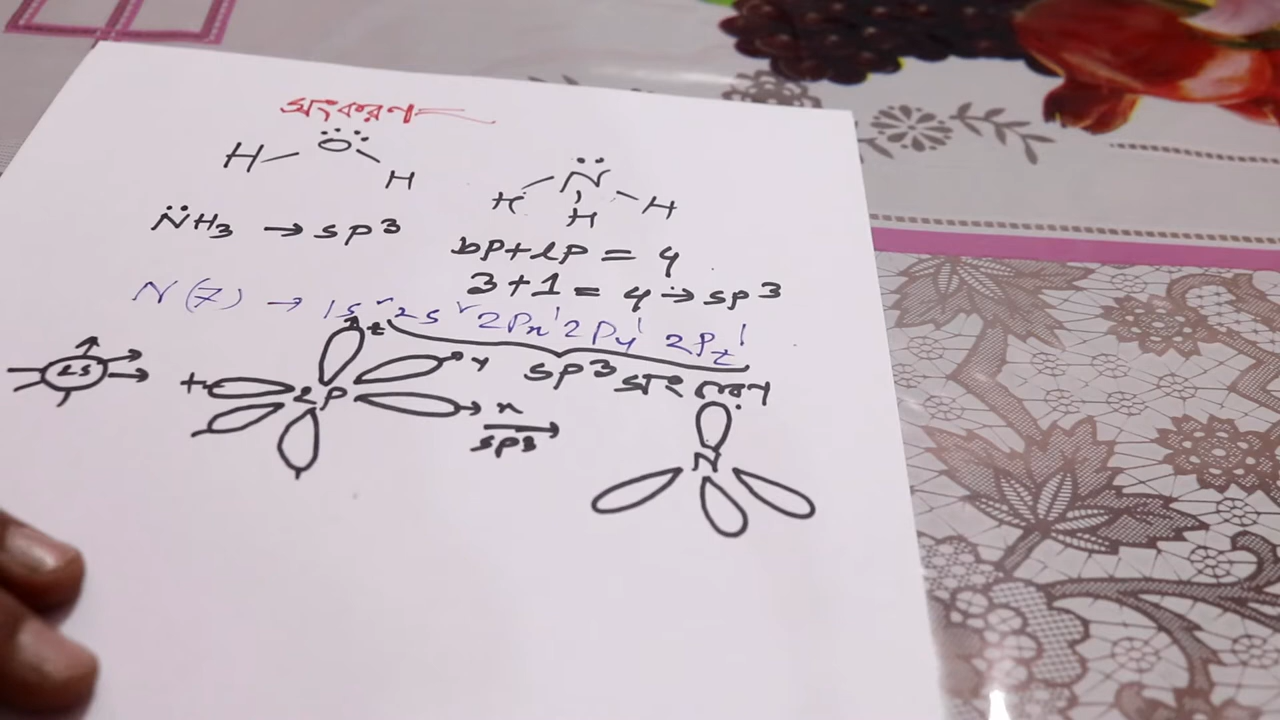 সংকরণ
H — Ö — H
H — N̈ — H
H
N̈H₃ → sp³
bp+lp = 4
3+1 = 4 → sp³
N(7) → 1s² 2s² 2Px¹ 2Py¹ 2Pz¹
sp³ সংকরণ
z
y
2s
2P
x
sp3
N